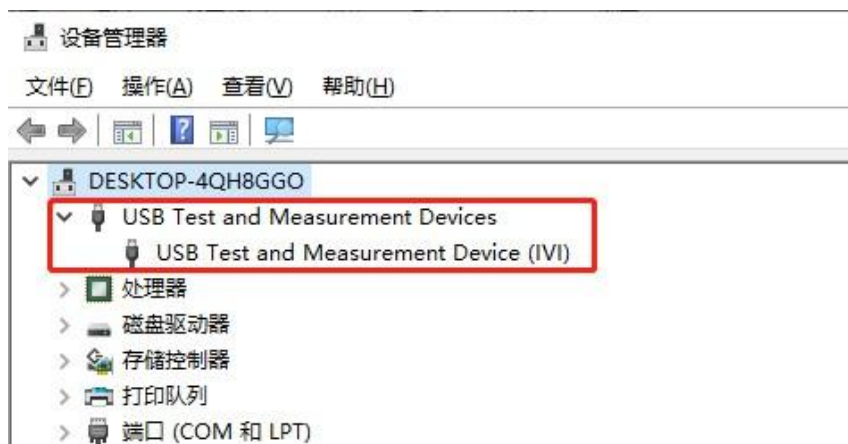 设备管理器
文件(F) 操作(A) 查看(V) 帮助(H)
DESKTOP-4QH8GGO
USB Test and Measurement Devices
USB Test and Measurement Device (IVI)
处理器
磁盘驱动器
存储控制器
打印队列
端口 (COM 和 LPT)